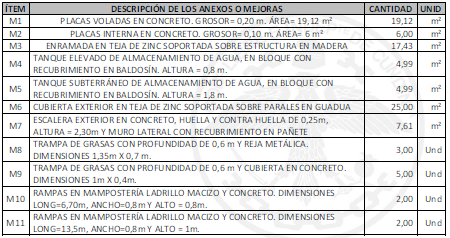 ÍTEM DESCRIPCIÓN DE LOS ANEXOS O MEJORAS CANTIDAD UNID
M1 PLACAS VOLADAS EN CONCRETO. GROSOR= 0,20 m. ÁREA= 19,12 m² 19,12 m²
M2 PLACAS INTERNA EN CONCRETO. GROSOR= 0,10 m. ÁREA= 6 m² 6,00 m²
M3 ENRAMADA EN TEJA DE ZINC SOPORTADA SOBRE ESTRUCTURA EN MADERA 17,43 m²
M4 TANQUE ELEVADO DE ALMACENAMIENTO DE AGUA, EN BLOQUE CON
RECUBRIMIENTO EN BALDOSÍN. ALTURA = 0,8 m. 4,99 m²
M5 TANQUE SUBTERRÁNEO DE ALMACENAMIENTO DE AGUA, EN BLOQUE CON
RECUBRIMIENTO EN BALDOSÍN. ALTURA = 1,8 m. 4,99 m²
M6 CUBIERTA EXTERIOR EN TEJA DE ZINC SOPORTADA SOBRE PARALES EN GUADUA 25,00 m²
M7 ESCALERA EXTERIOR EN CONCRETO, HUELLA Y CONTRA HUELLA DE 0,25m,
ALTURA = 2,30m Y MURO LATERAL CON RECUBRIMIENTO EN PAÑETE 7,61 m²
M8 TRAMPA DE GRASAS CON PROFUNDIDAD DE 0,6 m Y REJA METÁLICA.
DIMENSIONES 1,35m X 0,7 m. 3,00 Und
M9 TRAMPA DE GRASAS CON PROFUNDIDAD DE 0,6 m Y CUBIERTA EN CONCRETO.
DIMENSIONES 1m X 0,4m. 5,00 Und
M10 RAMPAS EN MAMPOSTERÍA LADRILLO MACIZO Y CONCRETO. DIMENSIONES
LONG=6,70m, ANCHO=0,8m Y ALTO = 0,8m. 2,00 Und
M11 RAMPAS EN MAMPOSTERÍA LADRILLO MACIZO Y CONCRETO. DIMENSIONES
LONG=13,5m, ANCHO=0,8m Y ALTO = 1m. 2,00 Und